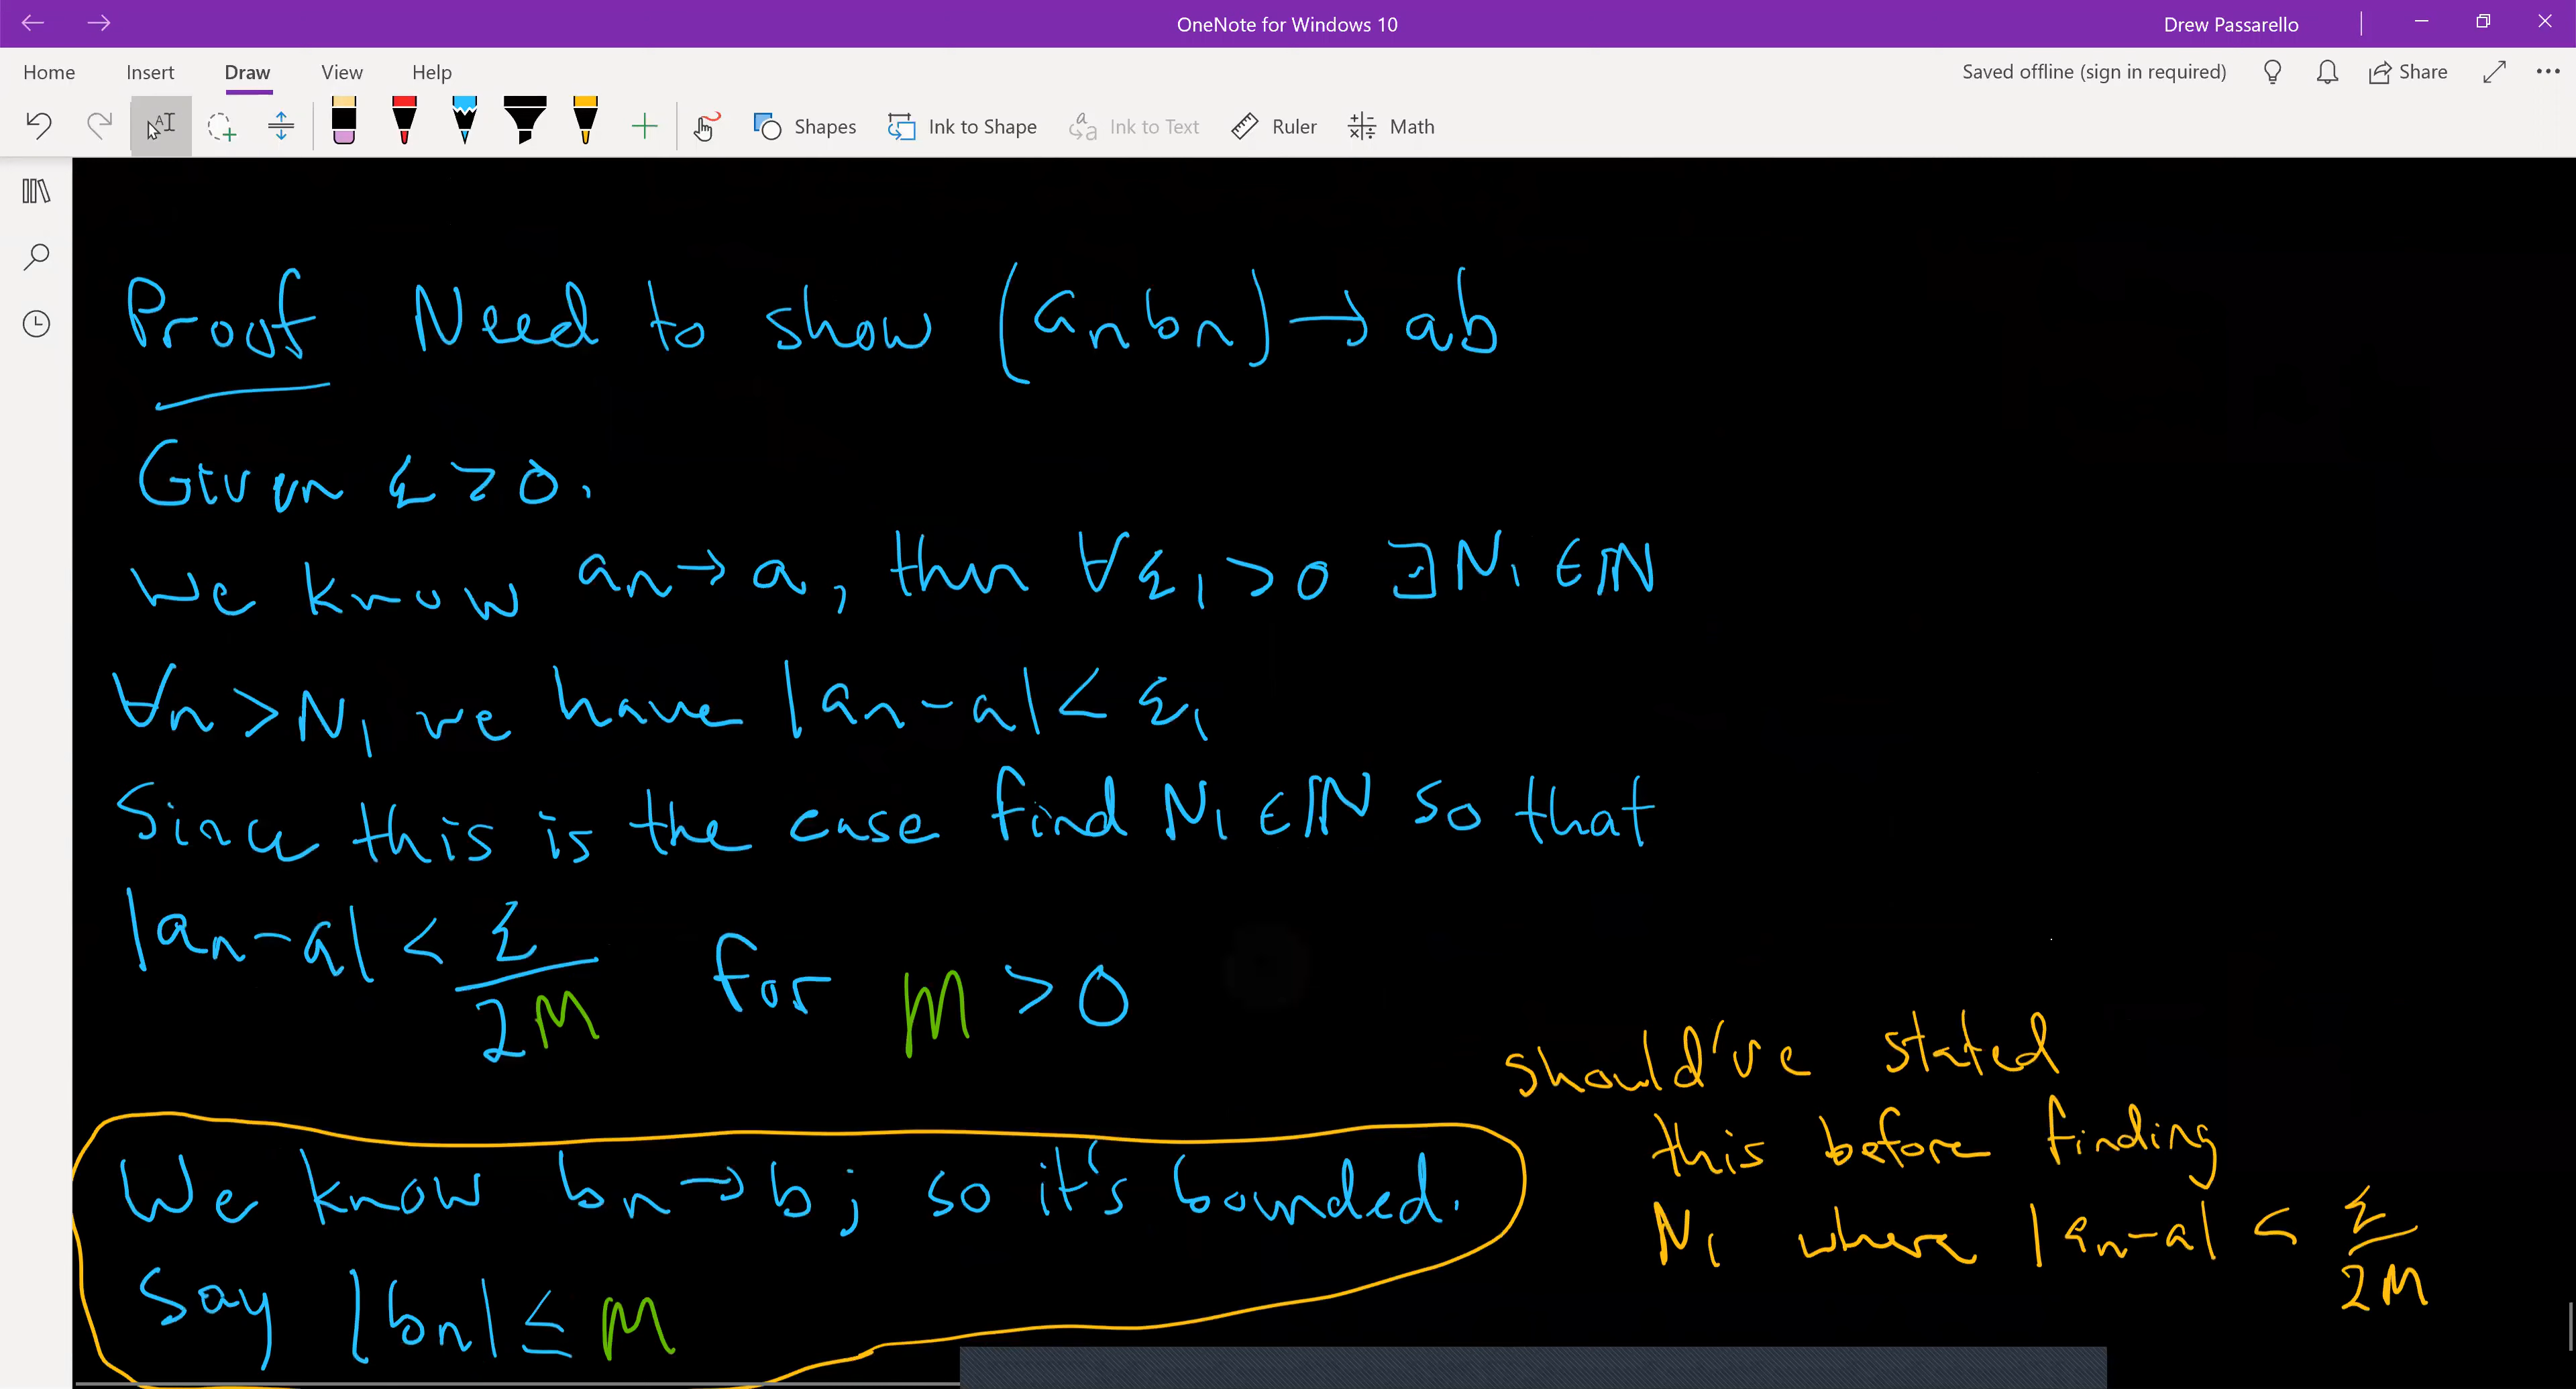 OneNote for Windows 10
Drew Passarello
Home Insert Draw View Help
Saved offline (sign in required)
Share
Shapes
Ink to Shape
Ink to Text
Ruler
Math
Proof Need to show (aₙbₙ)→ab
Given ε>0.
We know aₙ→a, then ∀ε₁>0 ∃N₁∈ℕ
∀n>N₁ we have |aₙ-a|<ε₁
Since this is the case find N₁∈ℕ so that
|aₙ-a|< ε/2M for M>0
We know bₙ→b; so it's bounded.
Say |bₙ|≤M
should've stated
this before finding
N₁ where |aₙ-a| < ε/2M